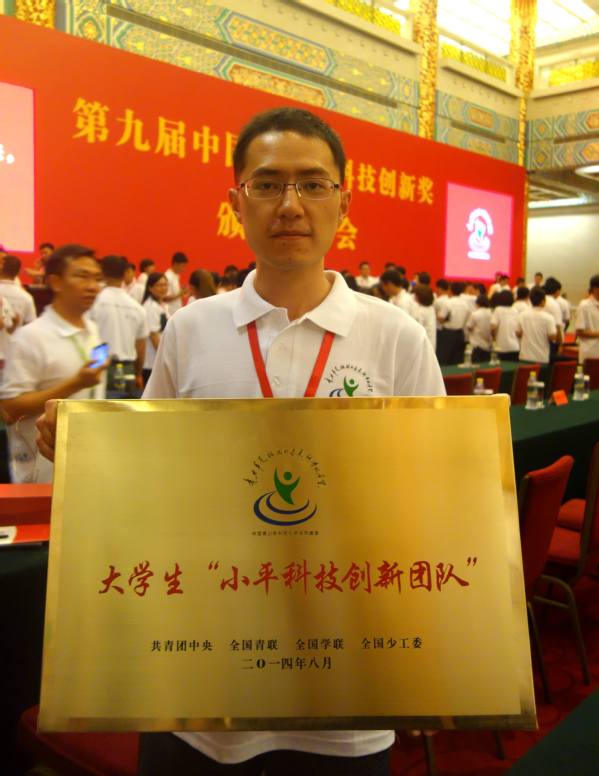 第九届中国
科技创新奖
颁
会
大学生“小平科技创新团队”
共青团中央 全国青联 全国学联 全国少工委
二〇一四年八月